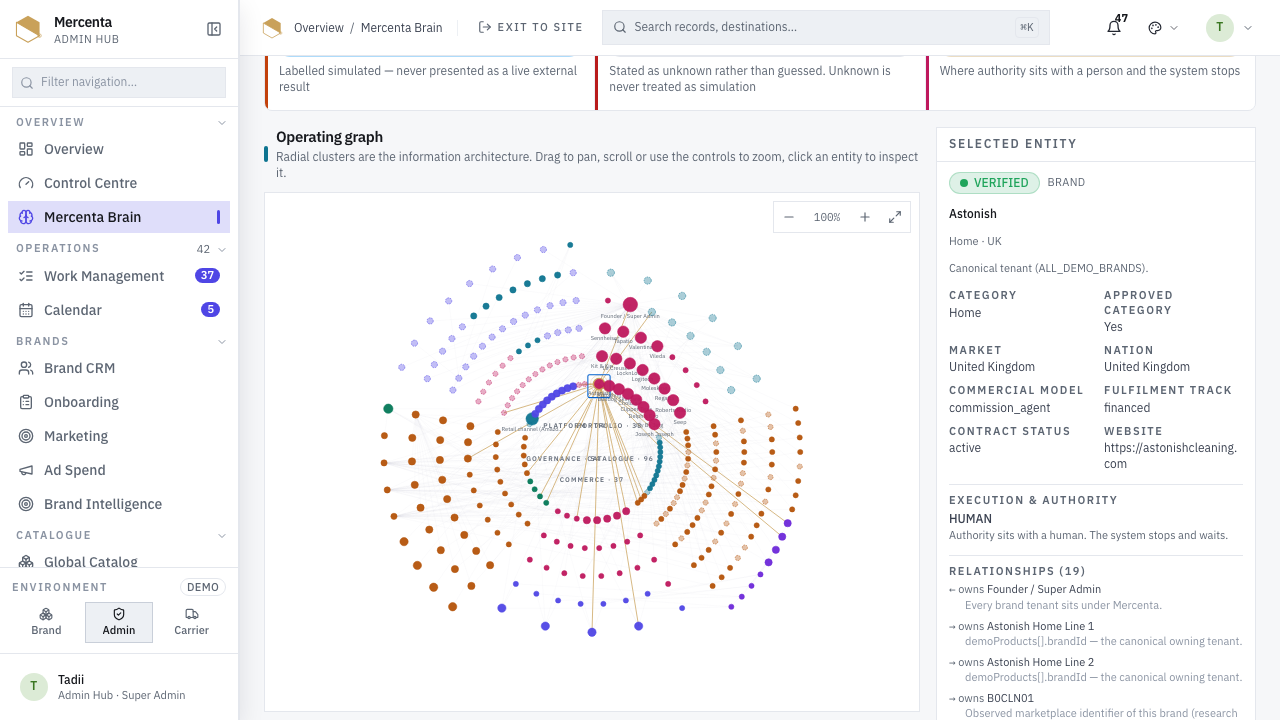 Mercenta
ADMIN HUB
Filter navigation...
OVERVIEW
Overview
Control Centre
Mercenta Brain
OPERATIONS 42
Work Management 37
Calendar 5
BRANDS
Brand CRM
Onboarding
Marketing
Ad Spend
Brand Intelligence
CATALOGUE
Global Catalog
ENVIRONMENT DEMO
Brand Admin Carrier
T
Tadii
Admin Hub · Super Admin
Overview / Mercenta Brain
EXIT TO SITE
Search records, destinations... ⌘K
47
T
Labelled simulated — never presented as a live external
result
Stated as unknown rather than guessed. Unknown is
never treated as simulation
Where authority sits with a person and the system stops
Operating graph
Radial clusters are the information architecture. Drag to pan, scroll or use the controls to zoom, click an entity to inspect
it.
100%
Founder / Super Admin
Valentin
Vileda
Joseph Joseph
COMMERCE · 37
SELECTED ENTITY
VERIFIED BRAND
Astonish
Home · UK
Canonical tenant (ALL_DEMO_BRANDS).
CATEGORY
Home
APPROVED
CATEGORY
Yes
MARKET
United Kingdom
NATION
United Kingdom
COMMERCIAL MODEL
commission_agent
FULFILMENT TRACK
financed
CONTRACT STATUS
active
WEBSITE
https://astonishcleaning.
com
EXECUTION & AUTHORITY
HUMAN
Authority sits with a human. The system stops and waits.
RELATIONSHIPS (19)
← owns Founder / Super Admin
Every brand tenant sits under Mercenta.
→ owns Astonish Home Line 1
demoProducts[].brandId — the canonical owning tenant.
→ owns Astonish Home Line 2
demoProducts[].brandId — the canonical owning tenant.
→ owns B0CLN01
Observed marketplace identifier of this brand (research